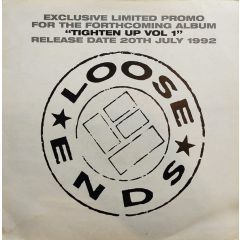 EXCLUSIVE LIMITED PROMO
FOR THE FORTHCOMING ALBUM
"TIGHTEN UP VOL 1"
RELEASE DATE 20TH JULY 1992
LOOSE
ENDS